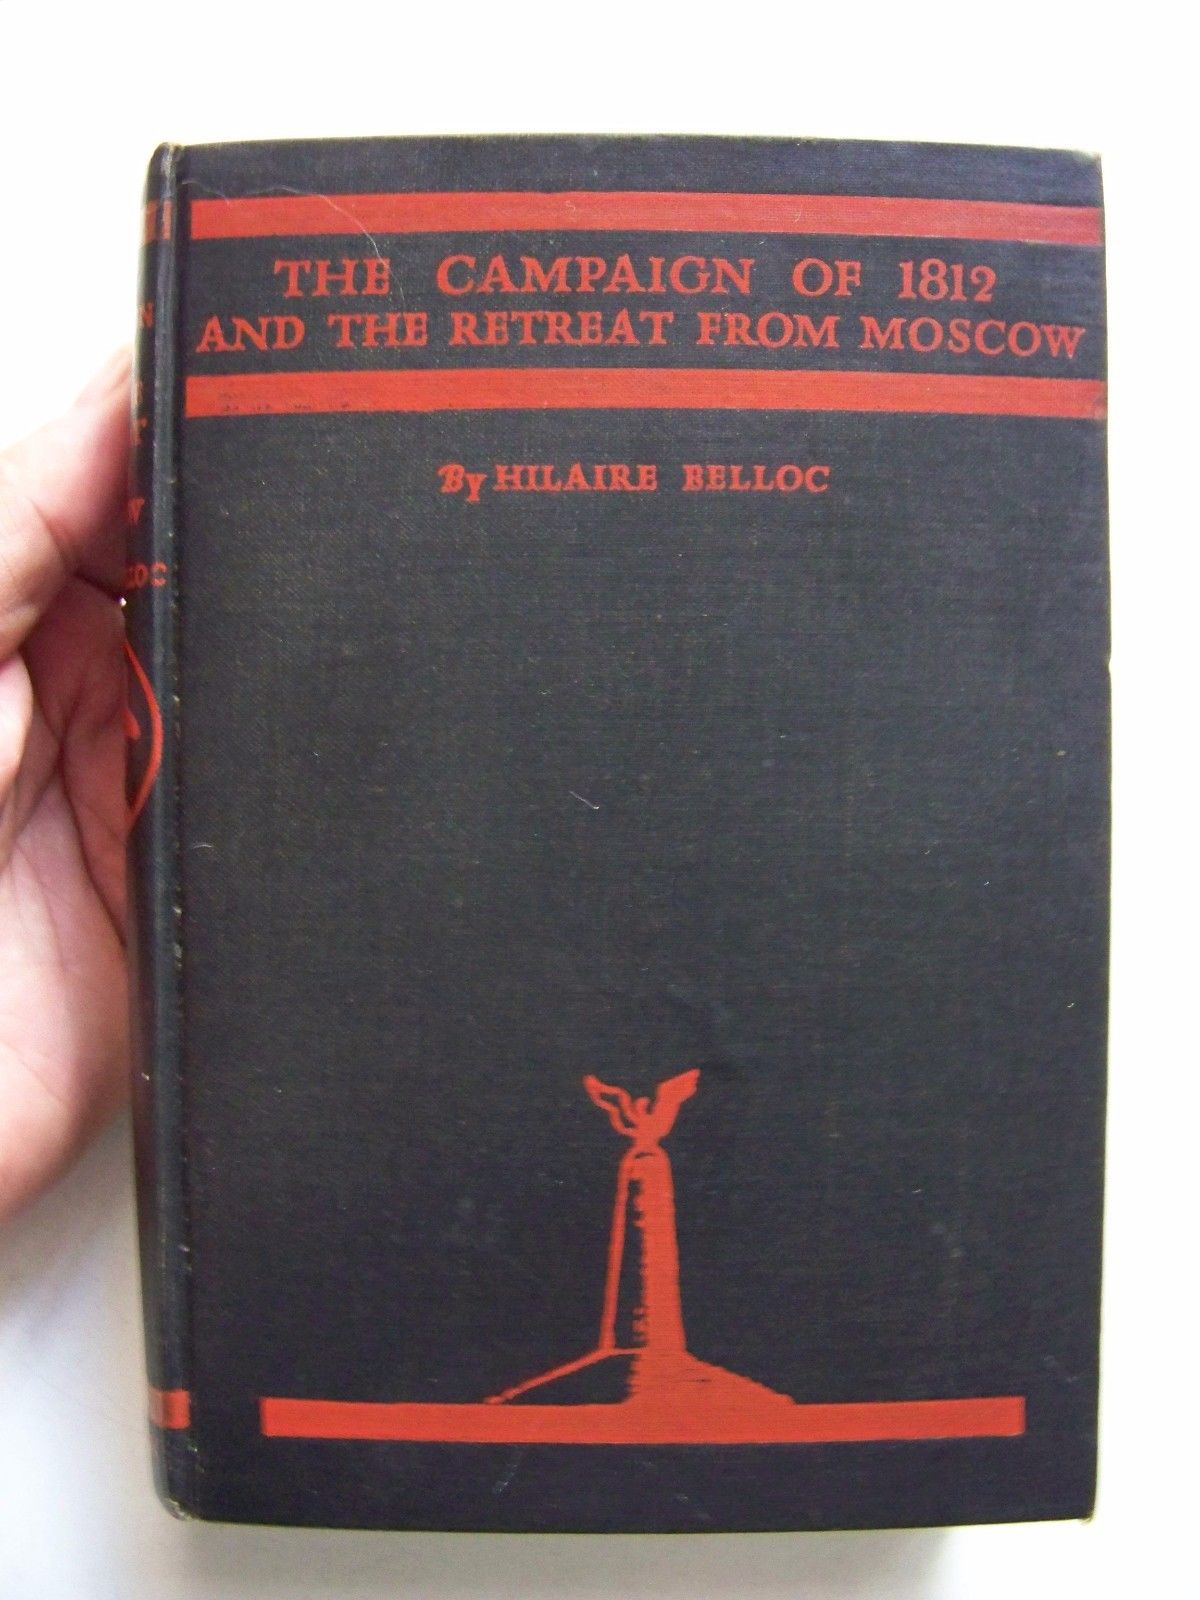 THE CAMPAIGN OF 1812
AND THE RETREAT FROM MOSCOW
By HILAIRE BELLOC